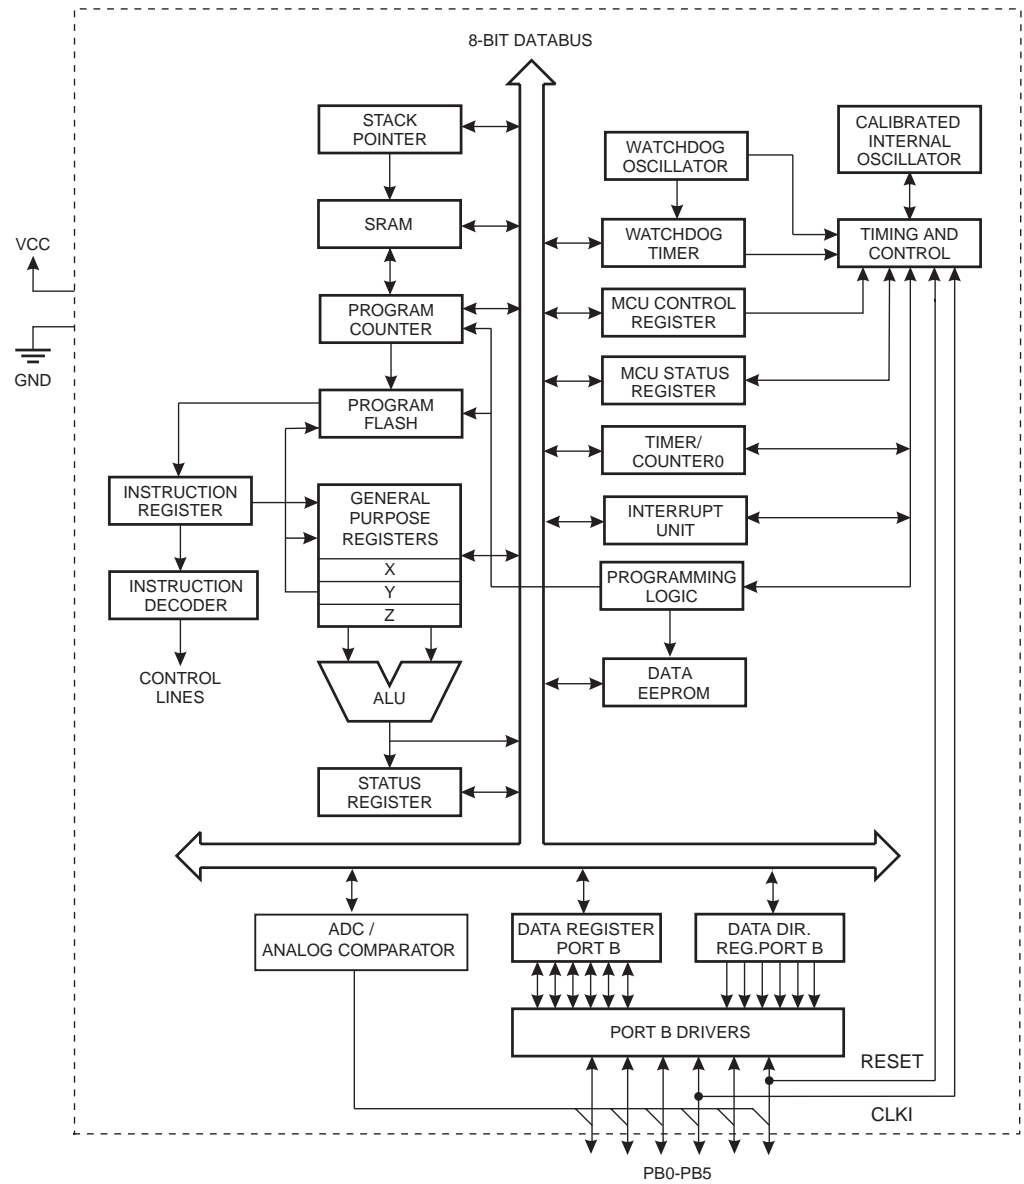 8-BIT DATABUS
STACK
POINTER
SRAM
PROGRAM
COUNTER
PROGRAM
FLASH
VCC
GND
INSTRUCTION
REGISTER
INSTRUCTION
DECODER
CONTROL
LINES
GENERAL
PURPOSE
REGISTERS
X
Y
Z
ALU
STATUS
REGISTER
WATCHDOG
OSCILLATOR
WATCHDOG
TIMER
MCU CONTROL
REGISTER
MCU STATUS
REGISTER
TIMER/
COUNTER0
INTERRUPT
UNIT
PROGRAMMING
LOGIC
DATA
EEPROM
CALIBRATED
INTERNAL
OSCILLATOR
TIMING AND
CONTROL
ADC /
ANALOG COMPARATOR
DATA REGISTER
PORT B
DATA DIR.
REG.PORT B
PORT B DRIVERS
RESET
CLKI
PB0-PB5